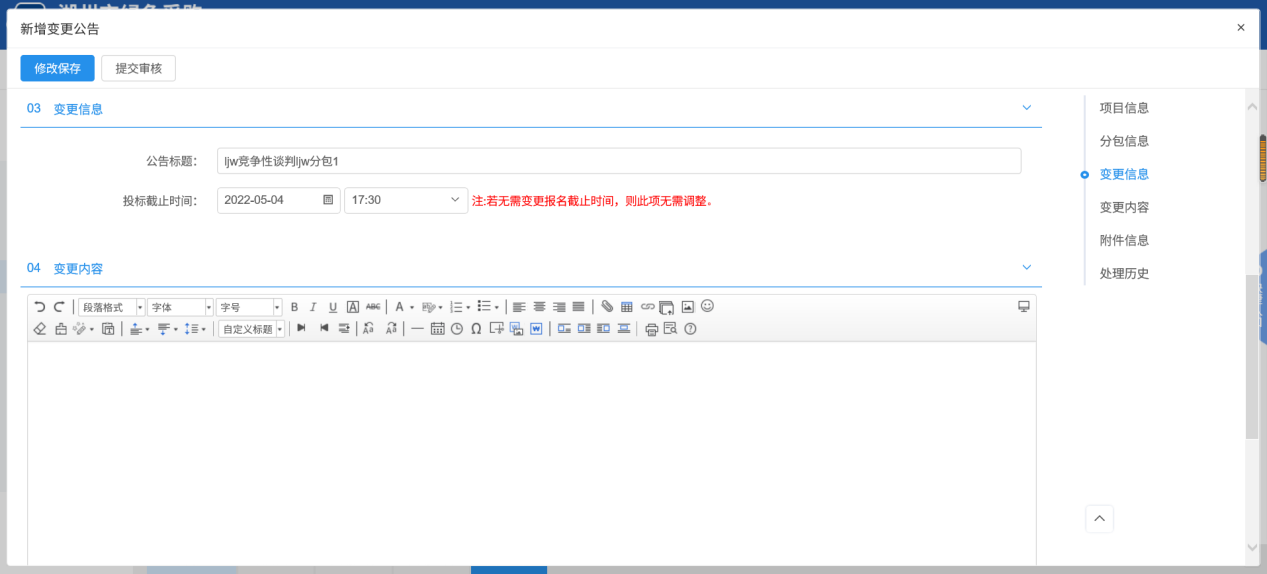 新增变更公告
×
修改保存 提交审核
03 变更信息
公告标题： ljw竞争性谈判ljw分包1
投标截止时间： 2022-05-04 17:30 注:若无需变更报名截止时间，则此项无需调整。
04 变更内容
段落格式 字体 字号 B I U A ABC A
自定义标题
项目信息
分包信息
变更信息
变更内容
附件信息
处理历史